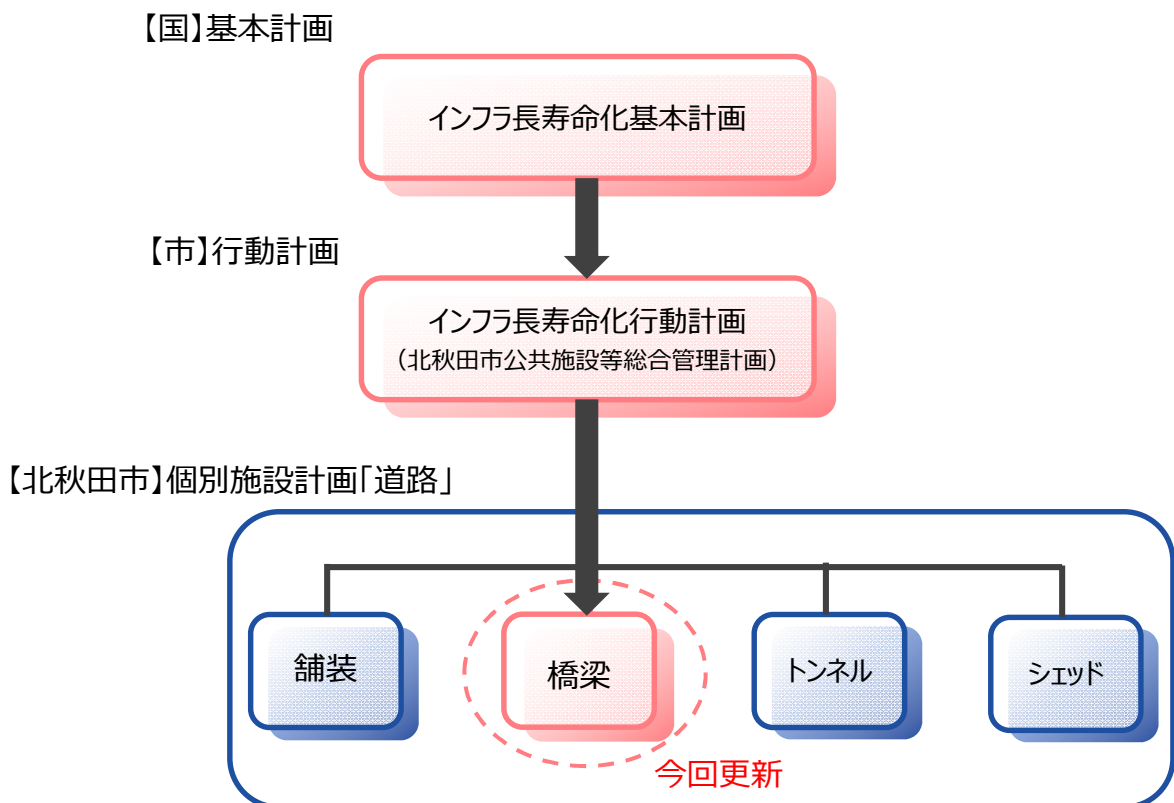 【国】基本計画
インフラ長寿命化基本計画
【市】行動計画
インフラ長寿命化行動計画
（北秋田市公共施設等総合管理計画）
【北秋田市】個別施設計画「道路」
舗装
橋梁
トンネル
シェッド
今回更新